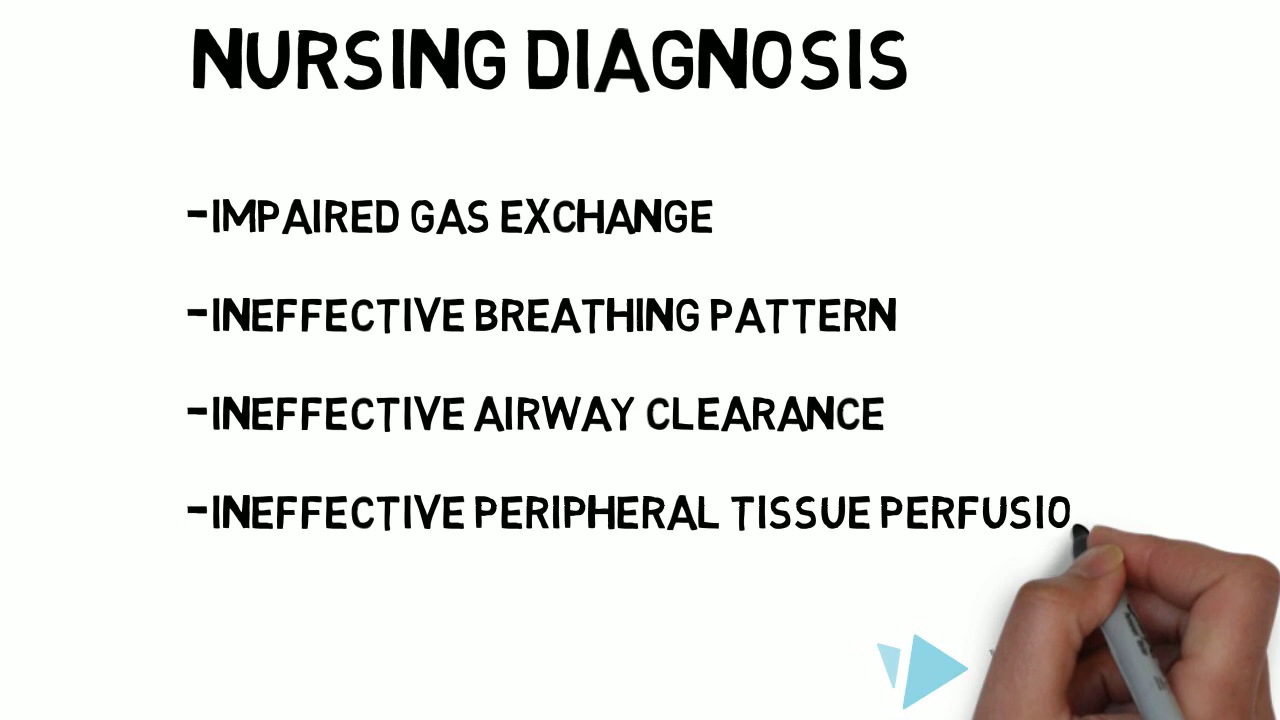 NURSING DIAGNOSIS
-IMPAIRED GAS EXCHANGE
-INEFFECTIVE BREATHING PATTERN
-INEFFECTIVE AIRWAY CLEARANCE
-INEFFECTIVE PERIPHERAL TISSUE PERFUSIO